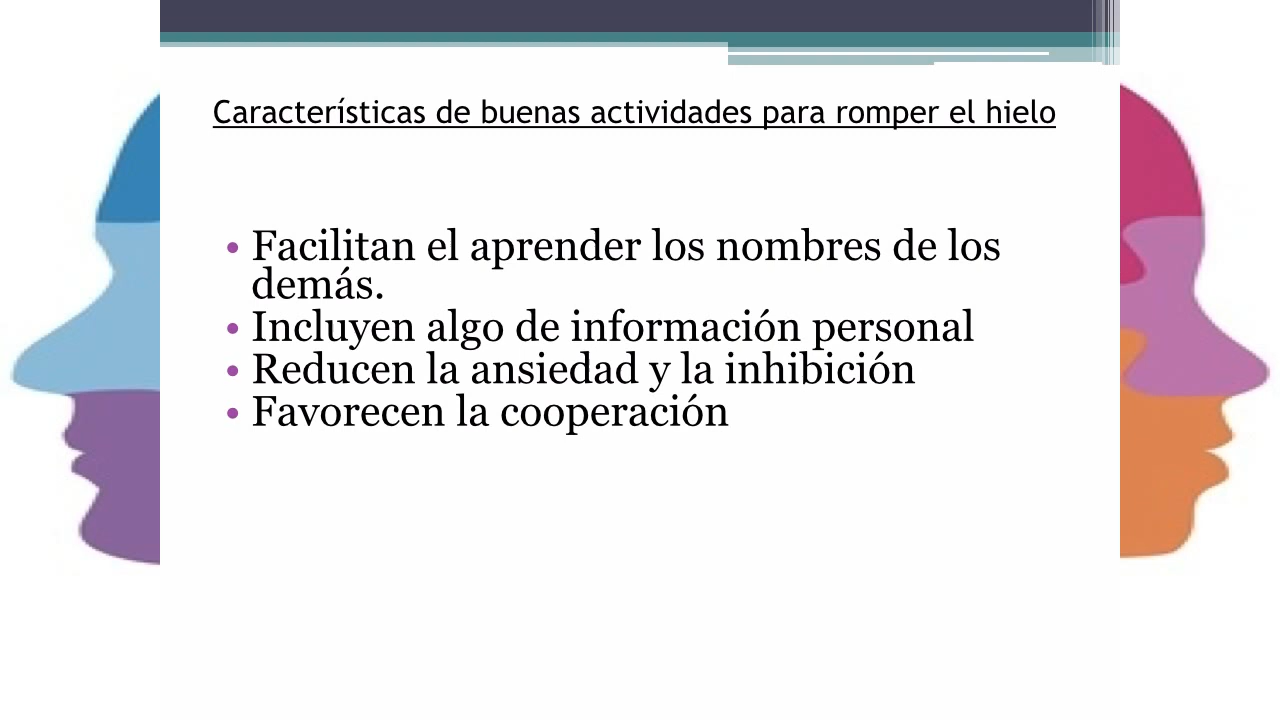 Características de buenas actividades para romper el hielo
• Facilitan el aprender los nombres de los
demás.
• Incluyen algo de información personal
• Reducen la ansiedad y la inhibición
• Favorecen la cooperación